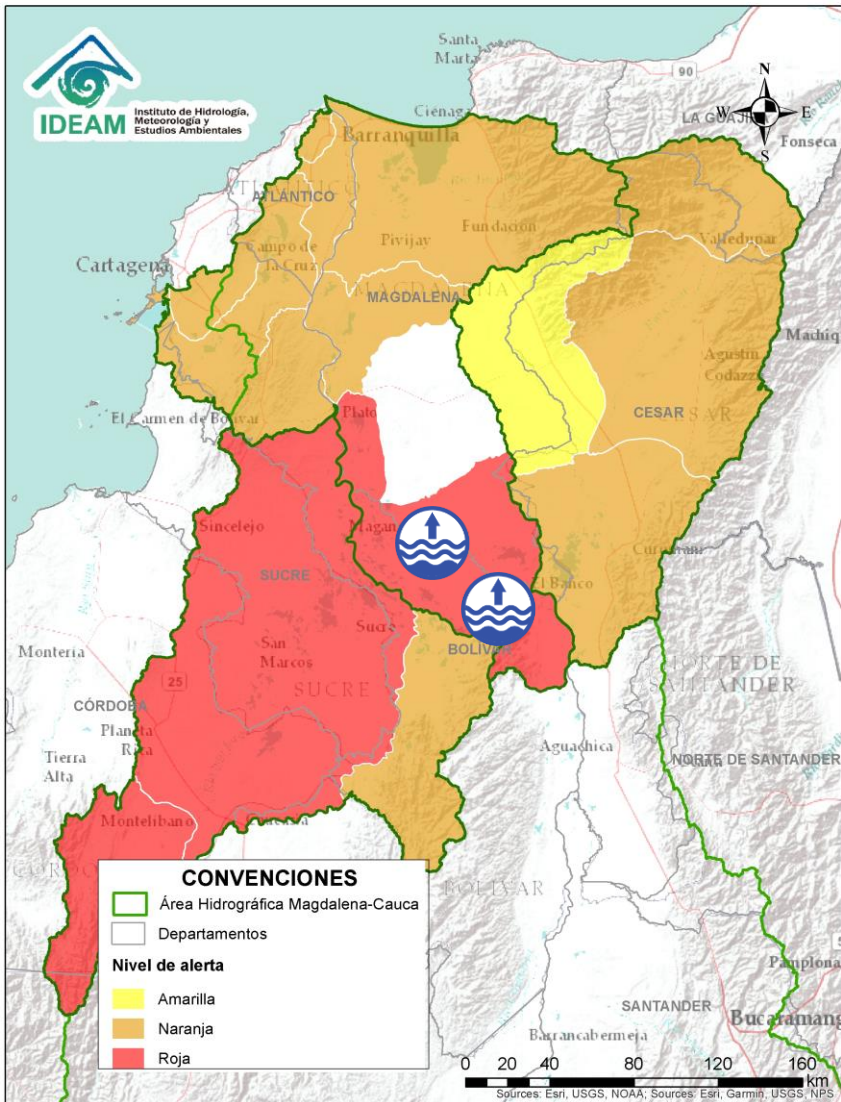 IDEAM
Instituto de Hidrología,
Meteorología y
Estudios Ambientales
Santa
Marta
90
N
W
E
S
LA GUAJIRA
Fonseca
Ciénaga
Barranquilla
ATLÁNTICO
Fundación
Valledupar
Pivijay
Campo de
la Cruz
Cartagena
MAGDALENA
Agustín
Codazzi
CESAR
El Carmen de Bolívar
Plato
Sincelejo
SUCRE
El Banco
Sucre
San
Marcos
SUCRE
BOLÍVAR
Montería
25
CÓRDOBA
Planeta
Rica
Tierra
Alta
NORTE DE
SANTANDER
Aguachica
NORTE DE SANTANDER
Montelíbano
BOLÍVAR
CONVENCIONES
Área Hidrográfica Magdalena-Cauca
Departamentos
Nivel de alerta
Amarilla
Naranja
Roja
Pamplona
SANTANDER
Bucaramang
Barrancabermeja
0 20 40 80 120 160
km
Sources: Esri, USGS, NOAA; Sources: Esri, Garmin, USGS, NPS